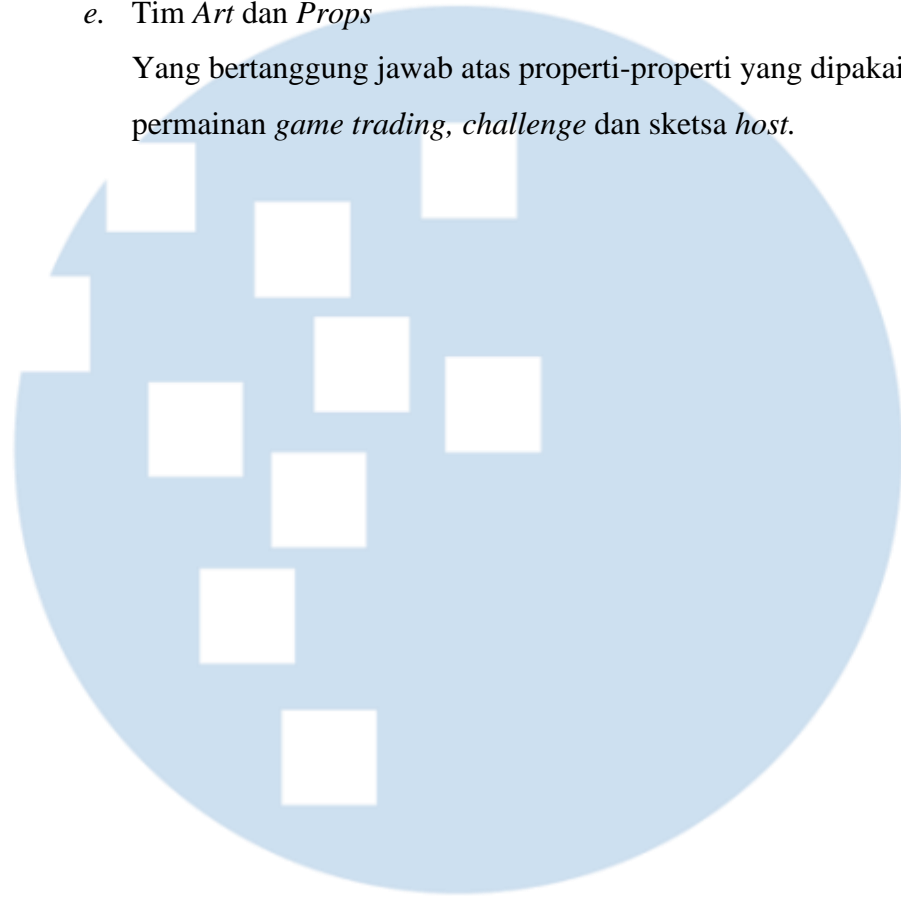 e. Tim Art dan Props
Yang bertanggung jawab atas properti-properti yang dipakai
permainan game trading, challenge dan sketsa host.